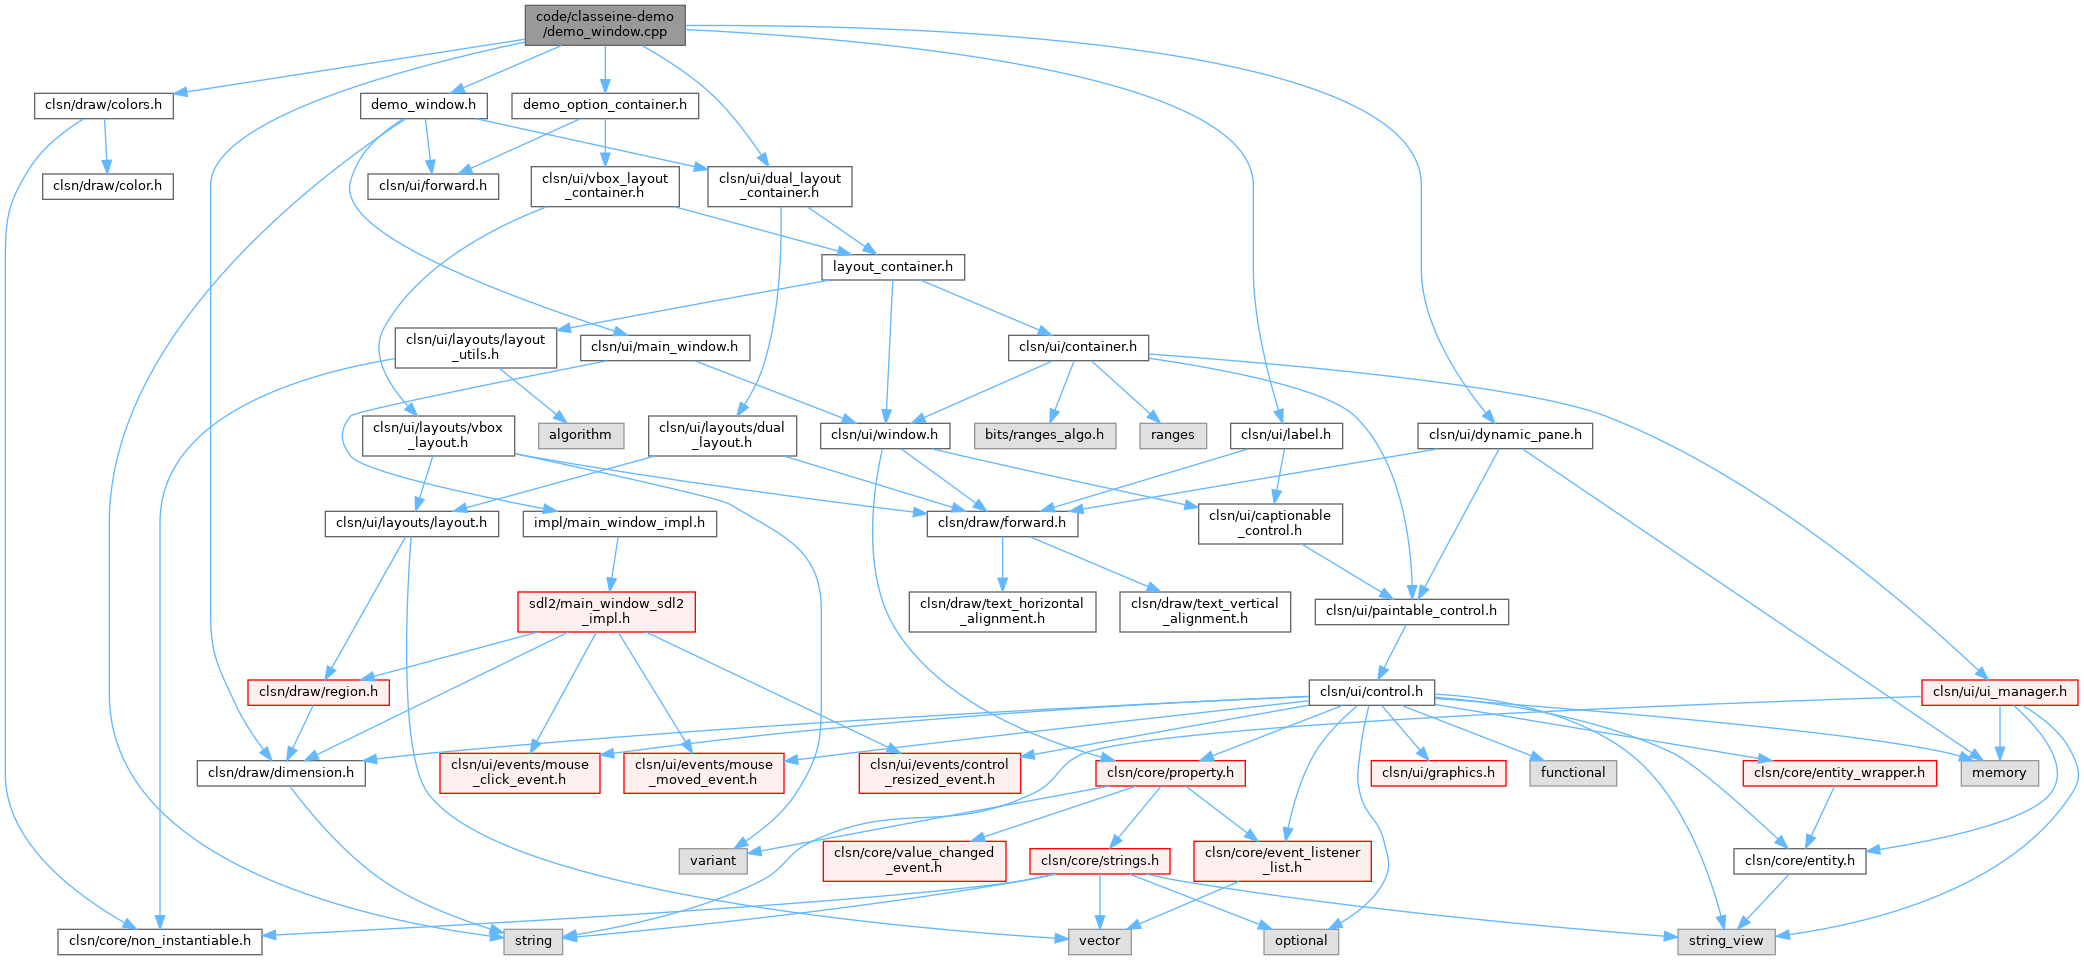 code/classeine-demo
/demo_window.cpp
clsn/draw/colors.h
demo_window.h
demo_option_container.h
clsn/draw/color.h
clsn/ui/forward.h
clsn/ui/vbox_layout
_container.h
clsn/ui/dual_layout
_container.h
layout_container.h
clsn/ui/layouts/layout
_utils.h
clsn/ui/main_window.h
clsn/ui/container.h
clsn/ui/layouts/vbox
_layout.h
algorithm
clsn/ui/layouts/dual
_layout.h
clsn/ui/window.h
bits/ranges_algo.h
ranges
clsn/ui/label.h
clsn/ui/dynamic_pane.h
clsn/ui/layouts/layout.h
impl/main_window_impl.h
clsn/draw/forward.h
clsn/ui/captionable
_control.h
sdl2/main_window_sdl2
_impl.h
clsn/draw/text_horizontal
_alignment.h
clsn/draw/text_vertical
_alignment.h
clsn/ui/paintable_control.h
clsn/draw/region.h
clsn/ui/control.h
clsn/ui/ui_manager.h
clsn/draw/dimension.h
clsn/ui/events/mouse
_click_event.h
clsn/ui/events/mouse
_moved_event.h
clsn/ui/events/control
_resized_event.h
clsn/core/property.h
clsn/ui/graphics.h
functional
clsn/core/entity_wrapper.h
memory
variant
clsn/core/value_changed
_event.h
clsn/core/strings.h
clsn/core/event_listener
_list.h
clsn/core/entity.h
clsn/core/non_instantiable.h
string
vector
optional
string_view